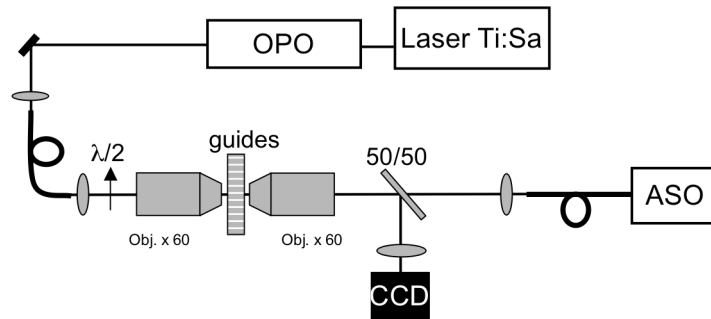 OPO
Laser Ti:Sa
guides
λ/2
50/50
ASO
Obj. x 60
Obj. x 60
CCD